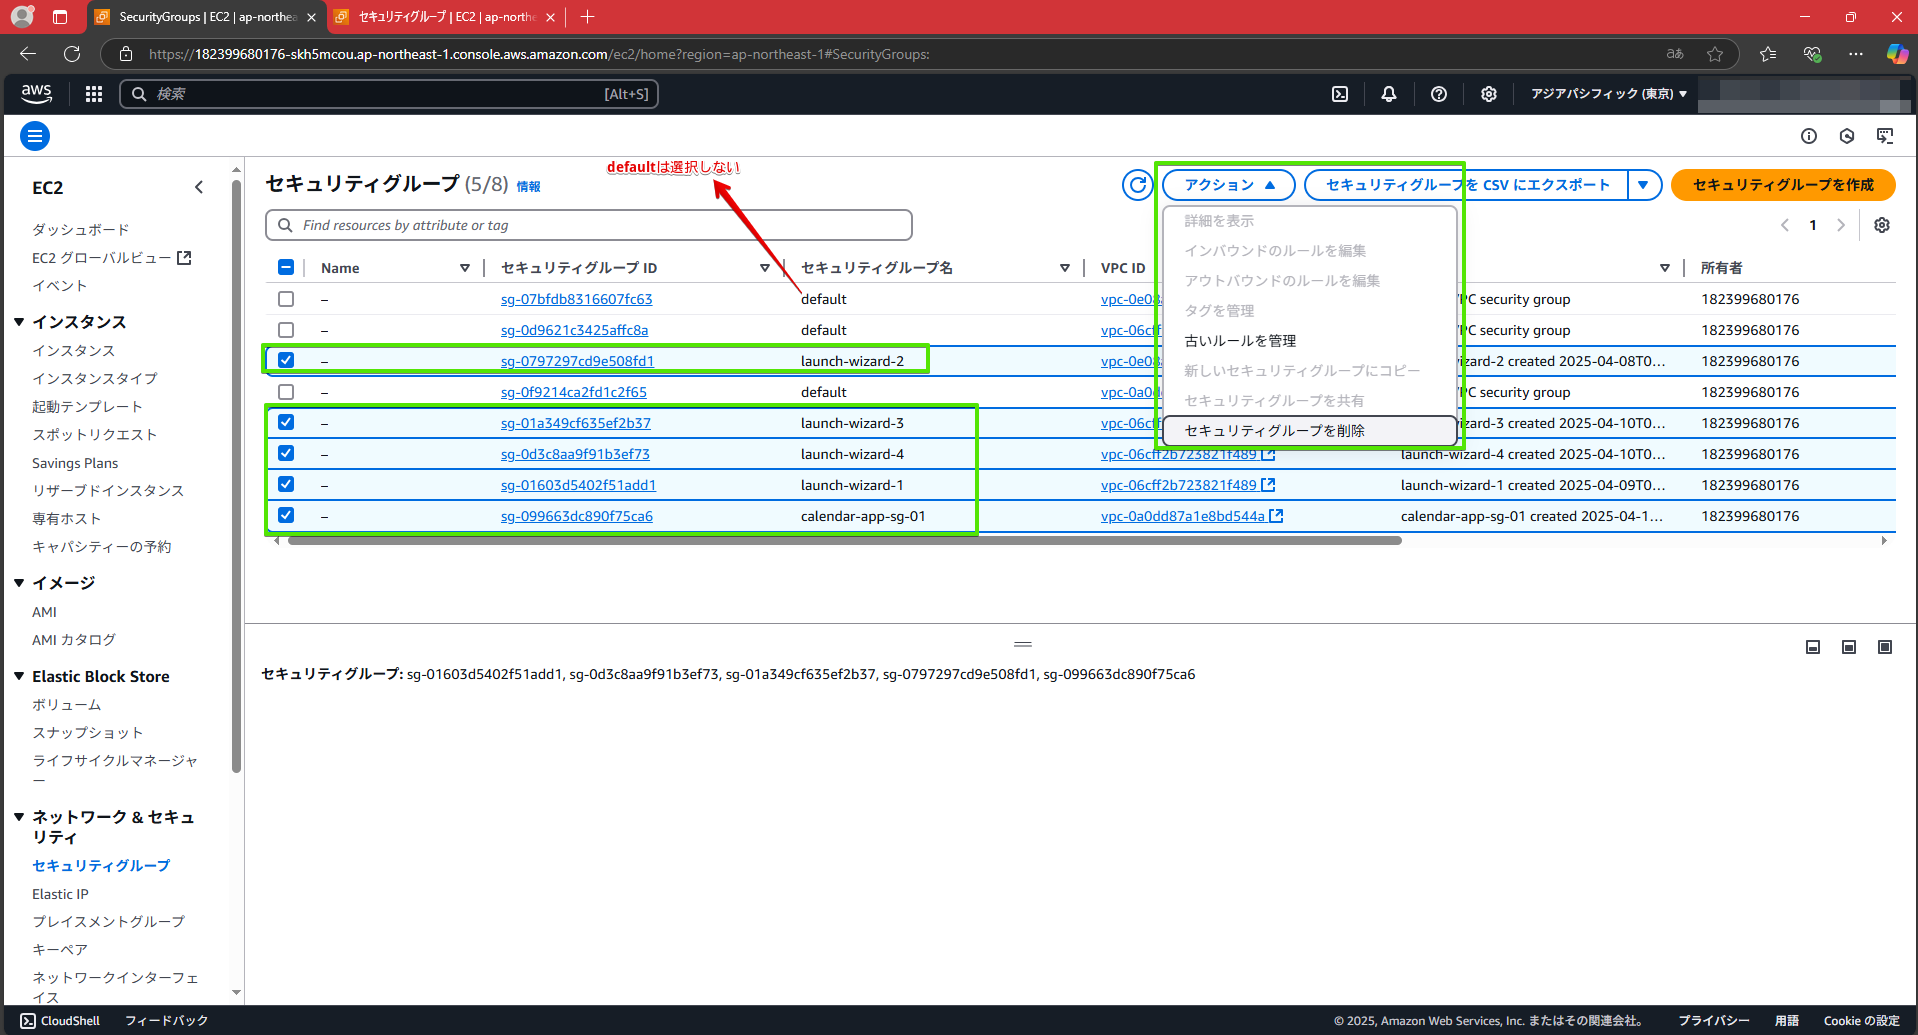 SecurityGroups | EC2 | ap-northea
セキュリティグループ | EC2 | ap-northe
https://182399680176-skh5mcou.ap-northeast-1.console.aws.amazon.com/ec2/home?region=ap-northeast-1#SecurityGroups:
aws
検索
[Alt+S]
アジアパシフィック (東京)
EC2
ダッシュボード
EC2 グローバルビュー
イベント
インスタンス
インスタンス
インスタンスタイプ
起動テンプレート
スポットリクエスト
Savings Plans
リザーブドインスタンス
専有ホスト
キャパシティーの予約
イメージ
AMI
AMI カタログ
Elastic Block Store
ボリューム
スナップショット
ライフサイクルマネージャ
ー
ネットワーク & セキュ
リティ
セキュリティグループ
Elastic IP
プレイスメントグループ
キーペア
ネットワークインターフェ
イス
defaultは選択しない
セキュリティグループ (5/8) 情報
アクション
セキュリティグループを CSV にエクスポート
セキュリティグループを作成
Find resources by attribute or tag
1
詳細を表示
インバウンドのルールを編集
アウトバウンドのルールを編集
タグを管理
古いルールを管理
新しいセキュリティグループにコピー
セキュリティグループを共有
セキュリティグループを削除
Name セキュリティグループ ID セキュリティグループ名 VPC ID 所有者
– sg-07bfdb8316607fc63 default vpc-0e08 PC security group 182399680176
– sg-0d9621c3425affc8a default vpc-06cff PC security group 182399680176
– sg-0797297cd9e508fd1 launch-wizard-2 vpc-0e08 izard-2 created 2025-04-08T0... 182399680176
– sg-0f9214ca2fd1c2f65 default vpc-0a0d PC security group 182399680176
– sg-01a349cf635ef2b37 launch-wizard-3 vpc-06cf izard-3 created 2025-04-10T0... 182399680176
– sg-0d3c8aa9f91b3ef73 launch-wizard-4 vpc-06cff2b723821f489 launch-wizard-4 created 2025-04-10T0... 182399680176
– sg-01603d5402f51add1 launch-wizard-1 vpc-06cff2b723821f489 launch-wizard-1 created 2025-04-09T0... 182399680176
– sg-099663dc890f75ca6 calendar-app-sg-01 vpc-0a0dd87a1e8bd544a calendar-app-sg-01 created 2025-04-1... 182399680176
セキュリティグループ: sg-01603d5402f51add1, sg-0d3c8aa9f91b3ef73, sg-01a349cf635ef2b37, sg-0797297cd9e508fd1, sg-099663dc890f75ca6
CloudShell フィードバック
© 2025, Amazon Web Services, Inc. またはその関連会社。 プライバシー 用語 Cookie の設定